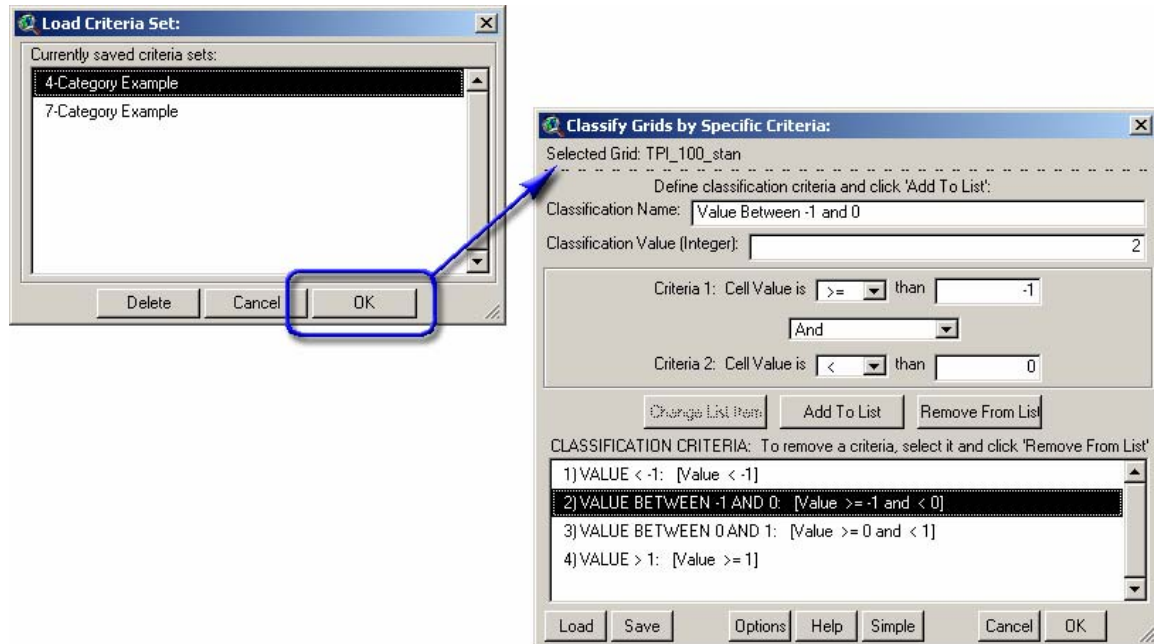 Load Criteria Set:
Currently saved criteria sets:
4-Category Example
7-Category Example
Delete
Cancel
OK
Classify Grids by Specific Criteria:
Selected Grid: TPI_100_stan
Define classification criteria and click 'Add To List':
Classification Name: Value Between -1 and 0
Classification Value (Integer): 2
Criteria 1: Cell Value is >= than -1
And
Criteria 2: Cell Value is < than 0
Change List Item
Add To List
Remove From List
CLASSIFICATION CRITERIA: To remove a criteria, select it and click 'Remove From List'
1) VALUE < -1: [Value < -1]
2) VALUE BETWEEN -1 AND 0: [Value >= -1 and < 0]
3) VALUE BETWEEN 0 AND 1: [Value >= 0 and < 1]
4) VALUE > 1: [Value >= 1]
Load
Save
Options
Help
Simple
Cancel
OK